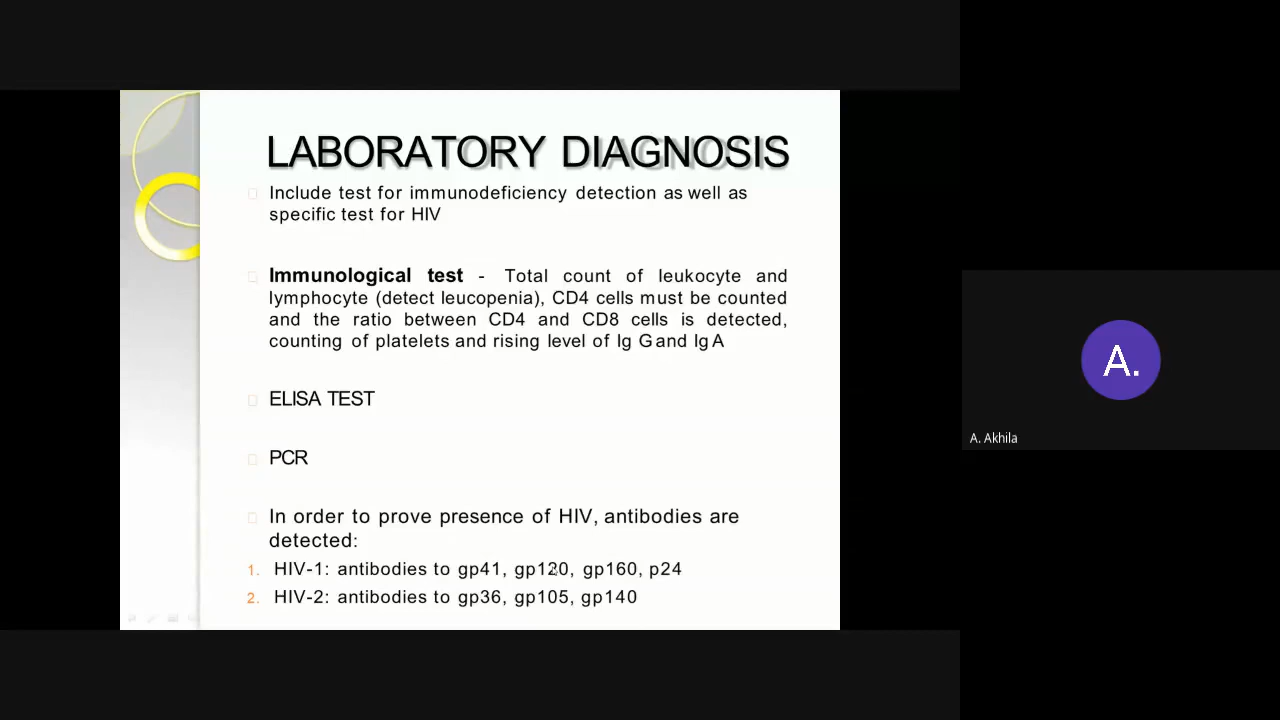 LABORATORY DIAGNOSIS
Include test for immunodeficiency detection as well as
specific test for HIV
Immunological test - Total count of leukocyte and
lymphocyte (detect leucopenia), CD4 cells must be counted
and the ratio between CD4 and CD8 cells is detected,
counting of platelets and rising level of Ig G and Ig A
ELISA TEST
PCR
In order to prove presence of HIV, antibodies are
detected:
1. HIV-1: antibodies to gp41, gp120, gp160, p24
2. HIV-2: antibodies to gp36, gp105, gp140
A.
A. Akhila